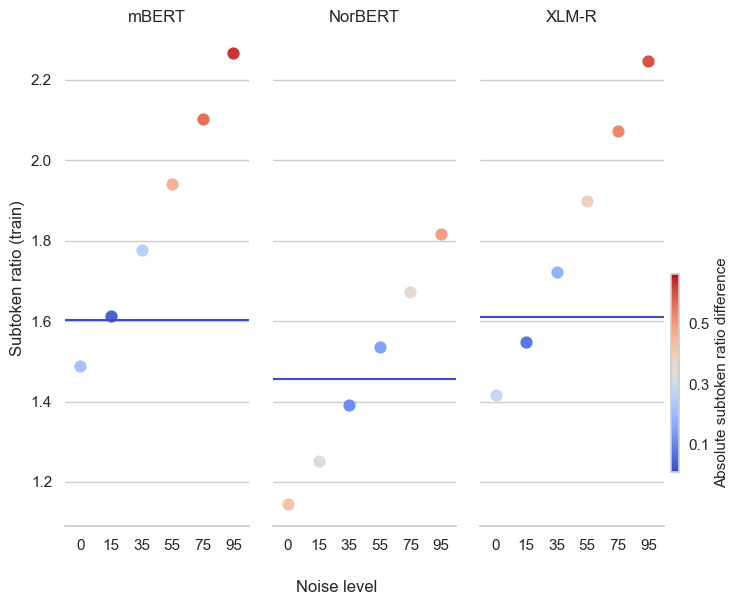 mBERT NorBERT XLM-R
Subtoken ratio (train)
2.2
2.0
1.8
1.6
1.4
1.2
0 15 35 55 75 95 0 15 35 55 75 95 0 15 35 55 75 95
Noise level
0.5
0.3
0.1
Absolute subtoken ratio difference